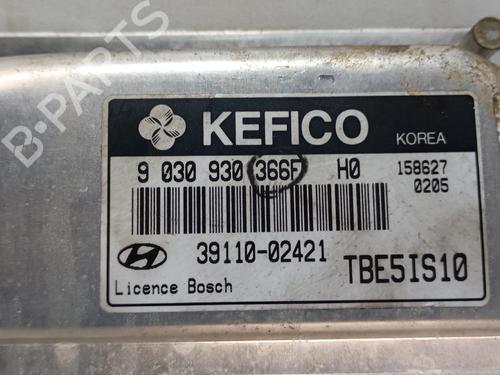 B-PARTS
KEFICO
KOREA
9 030 930 366F H0
158627
0205
39110-02421
TBE5IS10
Licence Bosch